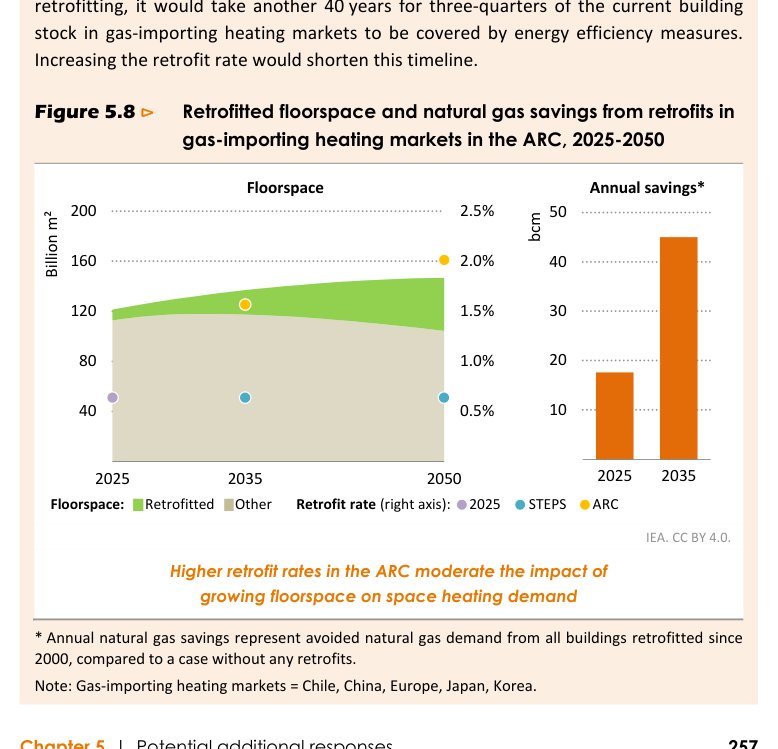 retrofitting, it would take another 40 years for three-quarters of the current building
stock in gas-importing heating markets to be covered by energy efficiency measures.
Increasing the retrofit rate would shorten this timeline.
Figure 5.8 ▻ Retrofitted floorspace and natural gas savings from retrofits in
gas-importing heating markets in the ARC, 2025-2050
Floorspace
Billion m²
200
160
120
80
40
2.5%
2.0%
1.5%
1.0%
0.5%
2025 2035 2050
Annual savings*
bcm
50
40
30
20
10
2025 2035
Floorspace: Retrofitted Other Retrofit rate (right axis): 2025 STEPS ARC
IEA. CC BY 4.0.
Higher retrofit rates in the ARC moderate the impact of
growing floorspace on space heating demand
* Annual natural gas savings represent avoided natural gas demand from all buildings retrofitted since
2000, compared to a case without any retrofits.
Note: Gas-importing heating markets = Chile, China, Europe, Japan, Korea.
Chapter 5 | Potential additional responses 257